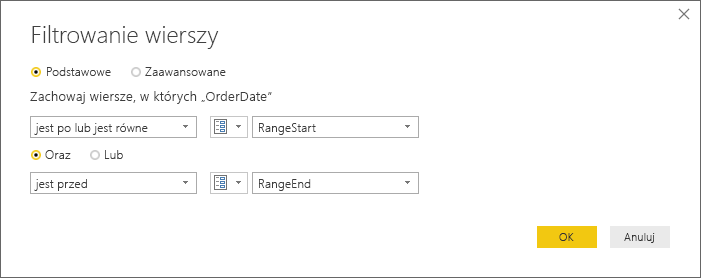 Filtrowanie wierszy
Podstawowe Zaawansowane
Zachowaj wiersze, w których „OrderDate”
jest po lub jest równe RangeStart
Oraz Lub
jest przed RangeEnd
OK Anuluj